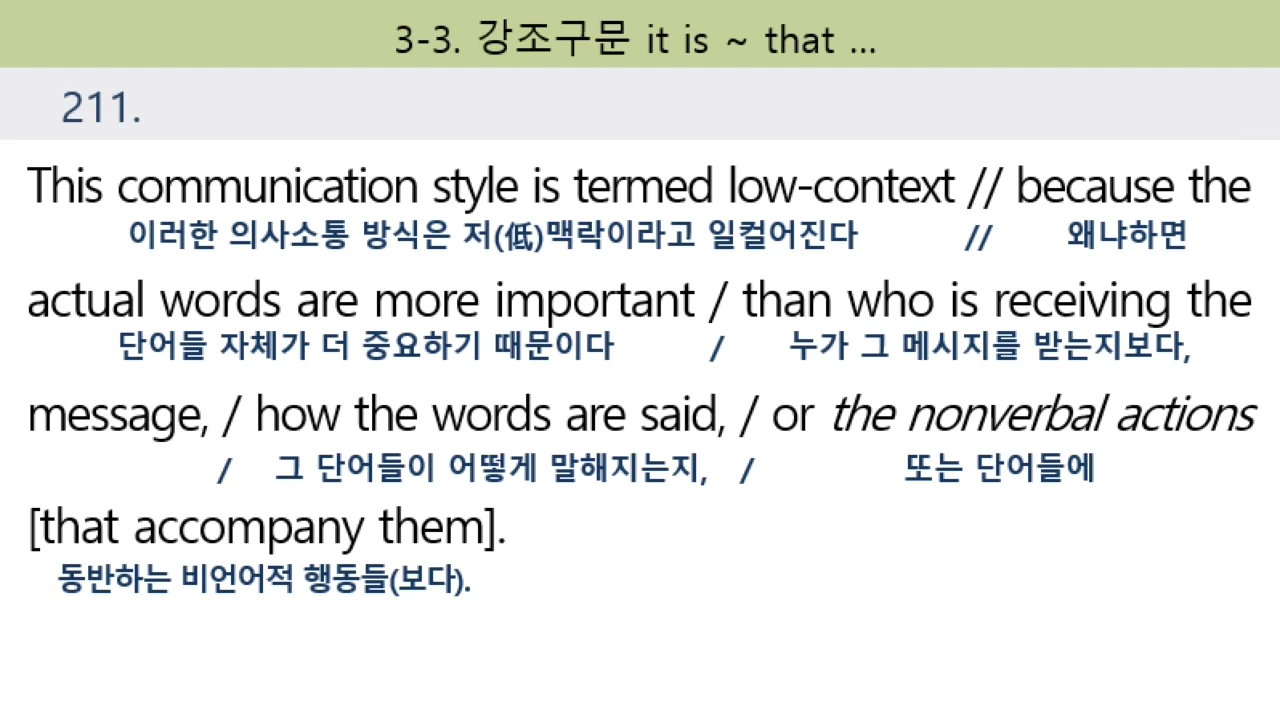 3-3. 강조구문 it is ~ that ...
211.
This communication style is termed low-context // because the
이러한 의사소통 방식은 저(低)맥락이라고 일컬어진다 // 왜냐하면
actual words are more important / than who is receiving the
단어들 자체가 더 중요하기 때문이다 / 누가 그 메시지를 받는지보다,
message, / how the words are said, / or the nonverbal actions
/ 그 단어들이 어떻게 말해지는지, / 또는 단어들에
[that accompany them].
동반하는 비언어적 행동들(보다).